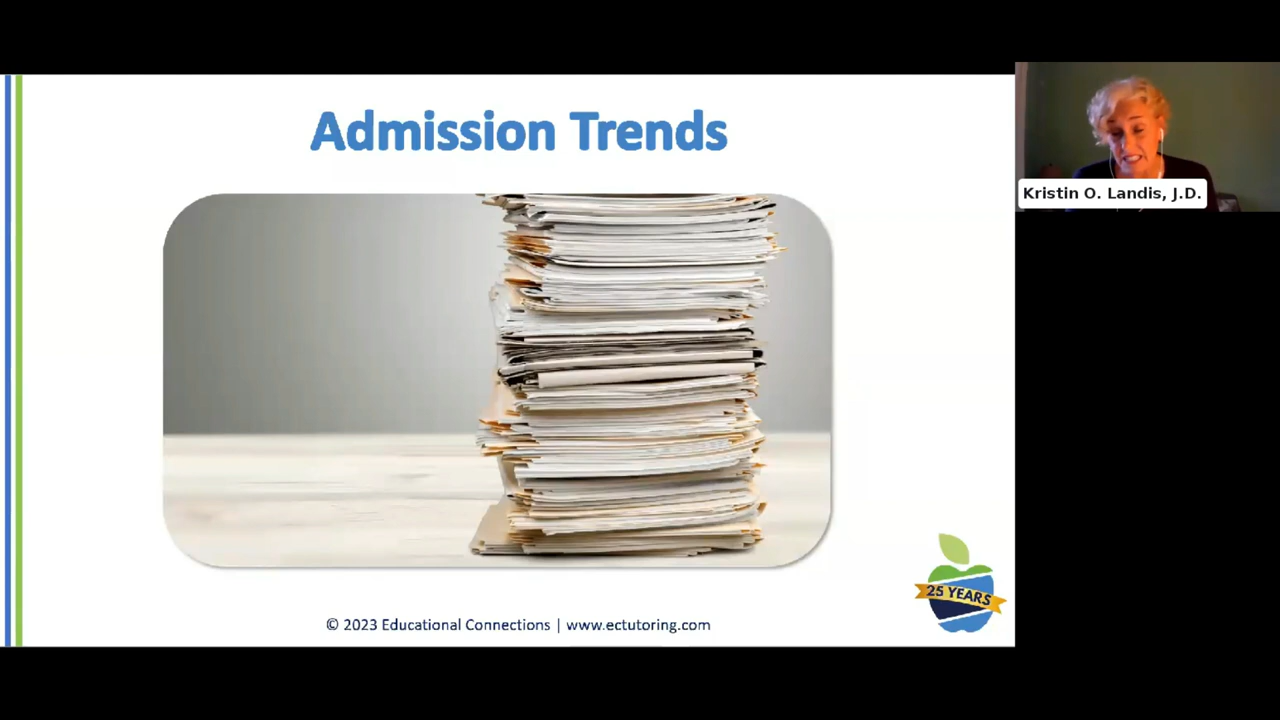 Admission Trends
Kristin O. Landis, J.D.
25 YEARS
© 2023 Educational Connections | www.ectutoring.com